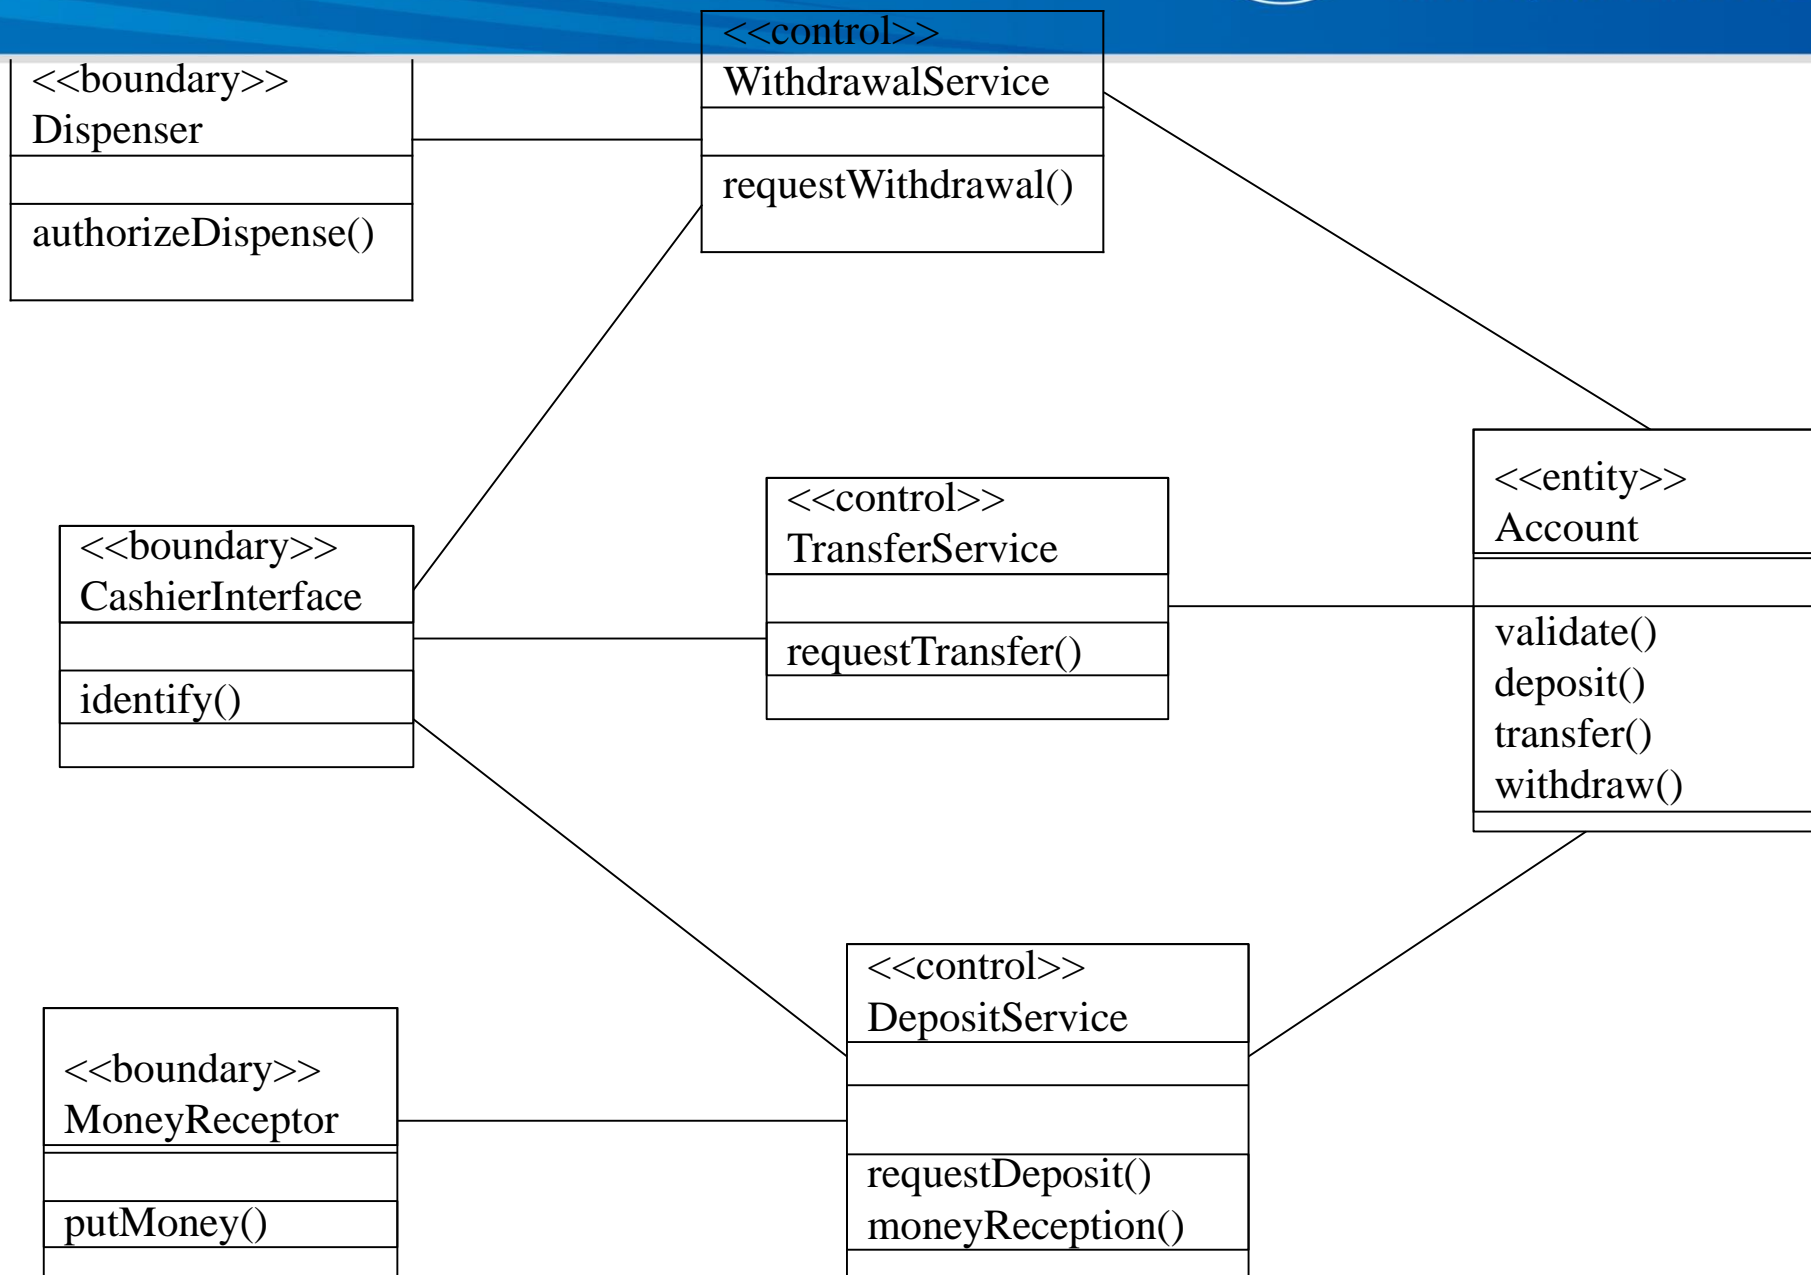 <<control>>
WithdrawalService
requestWithdrawal()
<<boundary>>
Dispenser
authorizeDispense()
<<control>>
TransferService
requestTransfer()
<<entity>>
Account
validate()
deposit()
transfer()
withdraw()
<<boundary>>
CashierInterface
identify()
<<control>>
DepositService
requestDeposit()
moneyReception()
<<boundary>>
MoneyReceptor
putMoney()